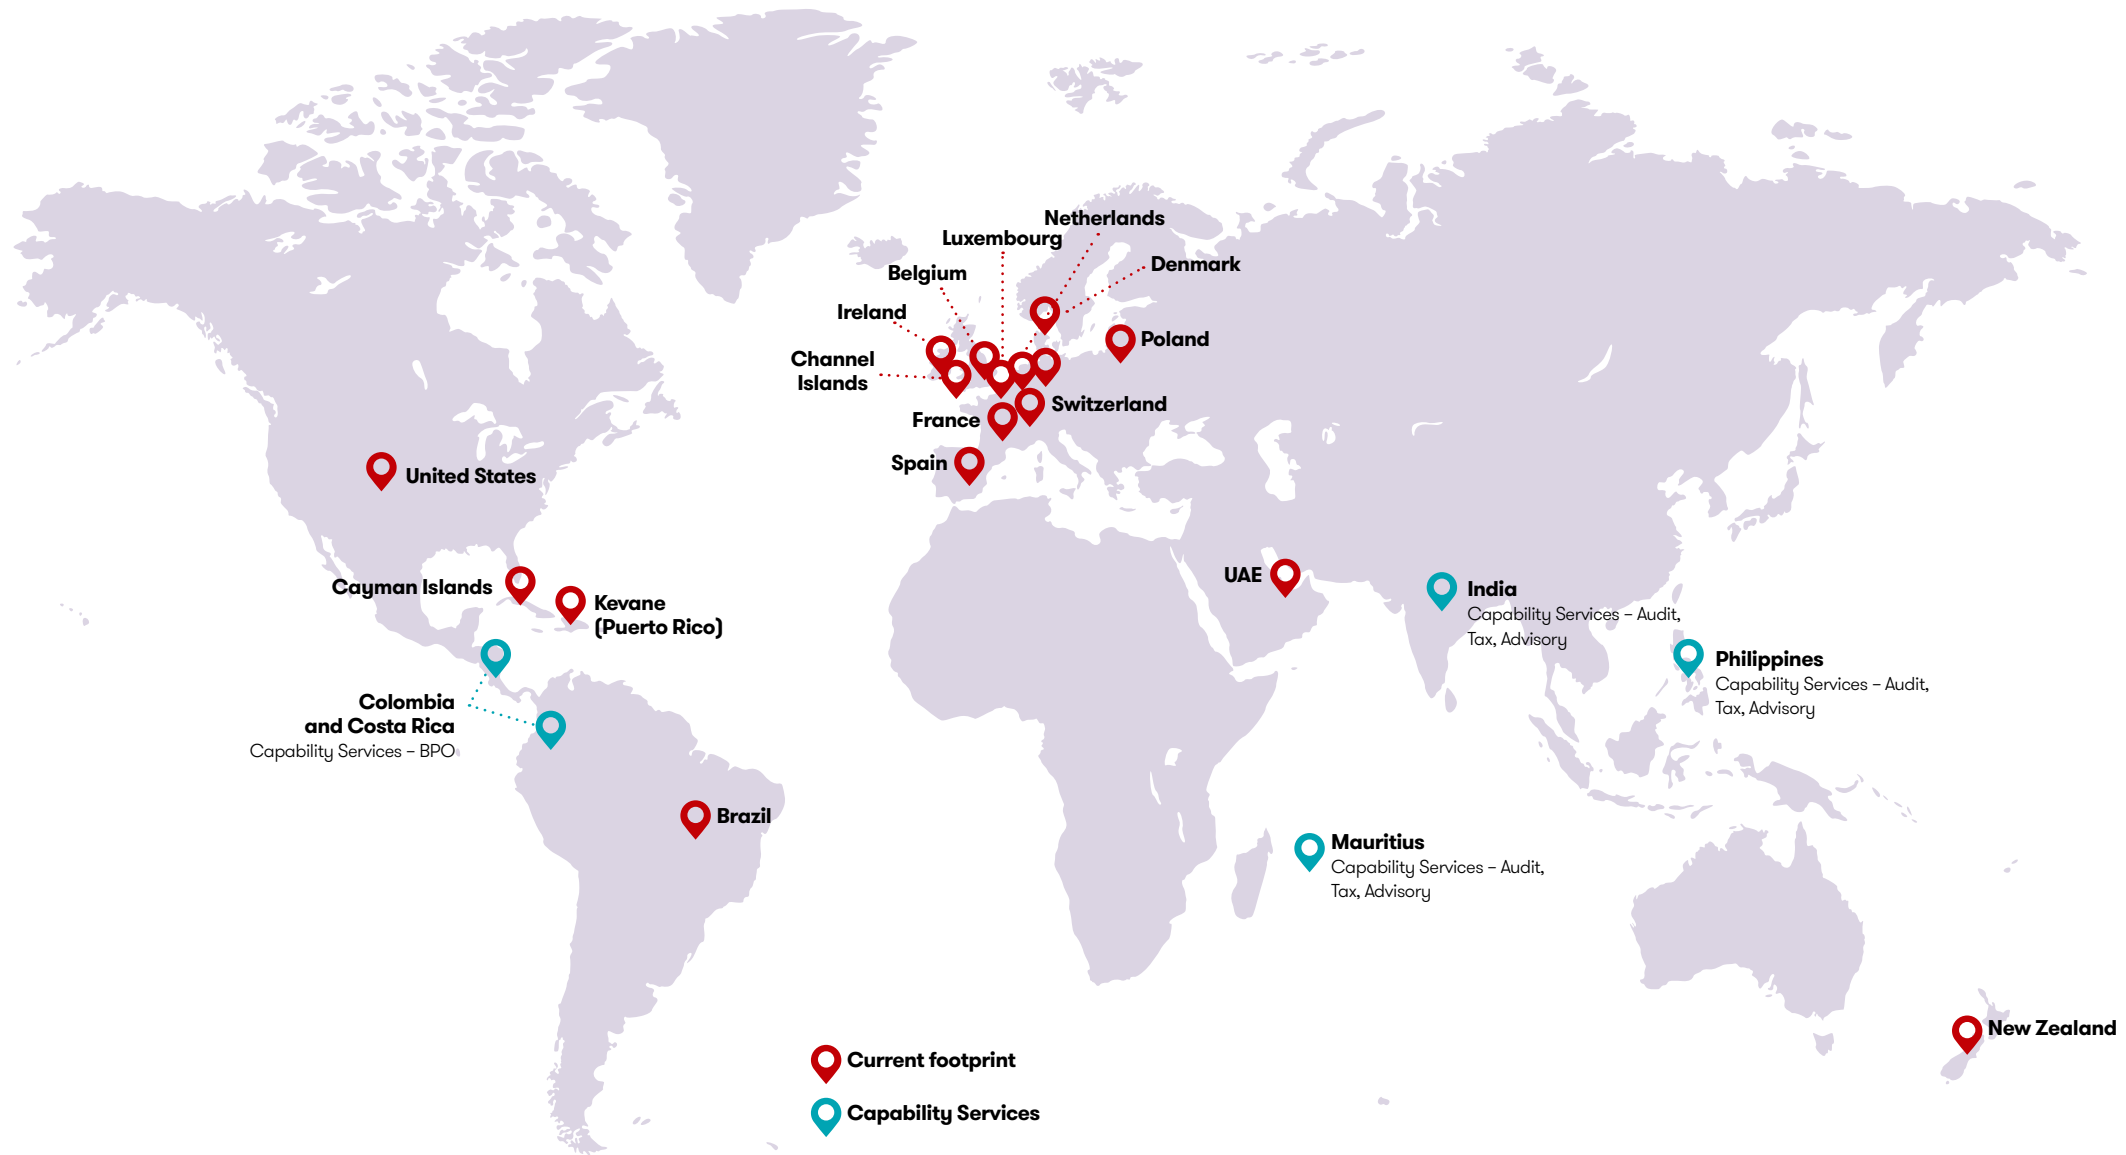 Netherlands
Luxembourg
Denmark
Belgium
Ireland
Poland
Channel
Islands
Switzerland
France
Spain
United States
UAE
Cayman Islands
India
Capability Services – Audit,
Tax, Advisory
Kevane
(Puerto Rico)
Philippines
Capability Services – Audit,
Tax, Advisory
Colombia
and Costa Rica
Capability Services – BPO
Brazil
Mauritius
Capability Services – Audit,
Tax, Advisory
New Zealand
Current footprint
Capability Services